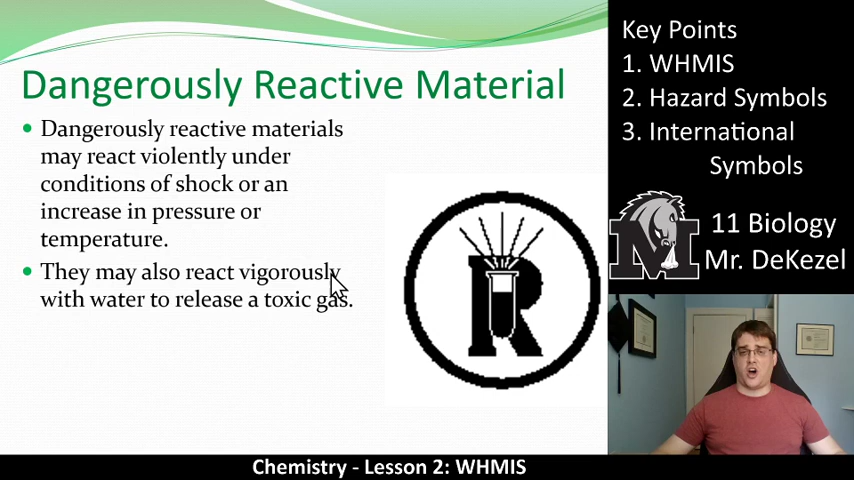 Dangerously Reactive Material
• Dangerously reactive materials
may react violently under
conditions of shock or an
increase in pressure or
temperature.
• They may also react vigorously
with water to release a toxic gas.
R
Key Points
1. WHMIS
2. Hazard Symbols
3. International
Symbols
M
11 Biology
Mr. DeKezel
Chemistry - Lesson 2: WHMIS